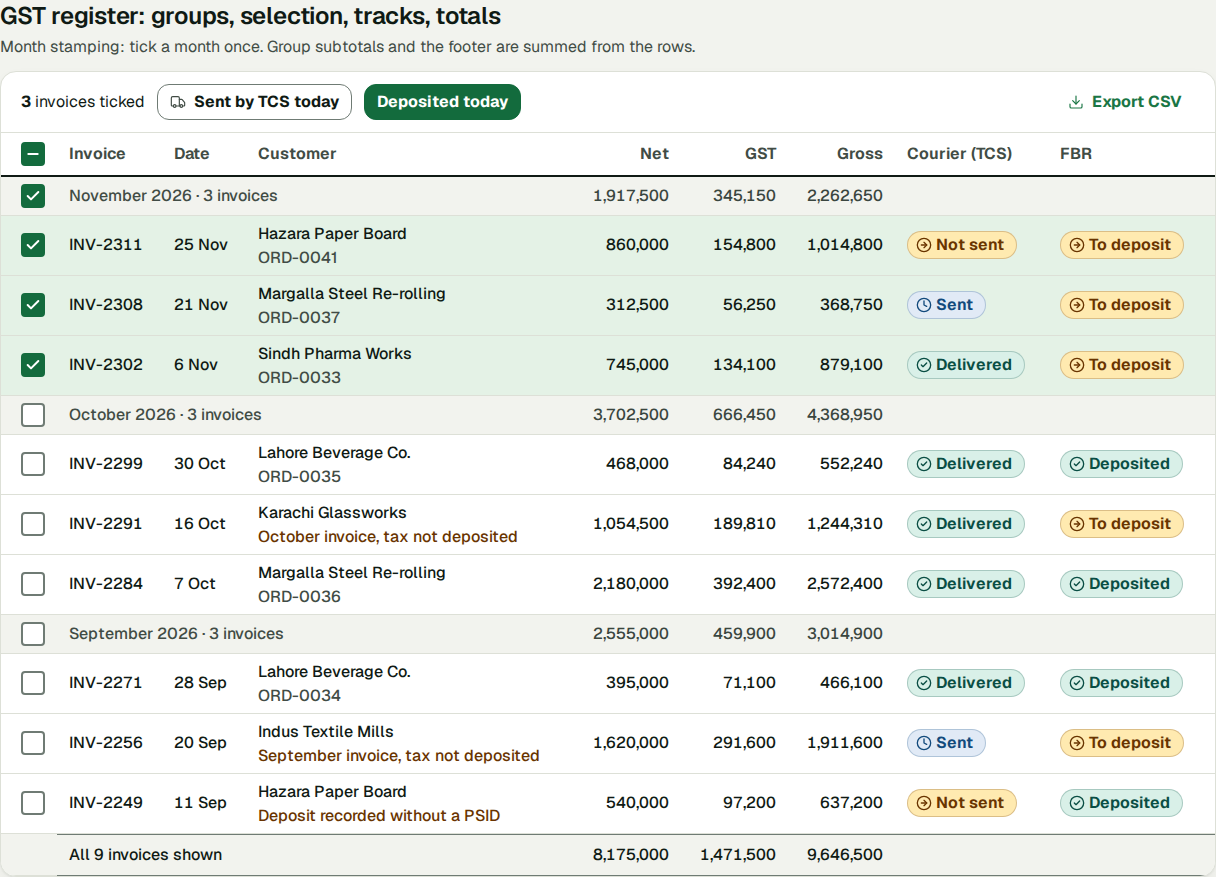 GST register: groups, selection, tracks, totals
Month stamping: tick a month once. Group subtotals and the footer are summed from the rows.
3 invoices ticked Sent by TCS today Deposited today Export CSV
Invoice Date Customer Net GST Gross Courier (TCS) FBR
November 2026 · 3 invoices 1,917,500 345,150 2,262,650
INV-2311 25 Nov Hazara Paper Board 860,000 154,800 1,014,800 Not sent To deposit
ORD-0041
INV-2308 21 Nov Margalla Steel Re-rolling 312,500 56,250 368,750 Sent To deposit
ORD-0037
INV-2302 6 Nov Sindh Pharma Works 745,000 134,100 879,100 Delivered To deposit
ORD-0033
October 2026 · 3 invoices 3,702,500 666,450 4,368,950
INV-2299 30 Oct Lahore Beverage Co. 468,000 84,240 552,240 Delivered Deposited
ORD-0035
INV-2291 16 Oct Karachi Glassworks 1,054,500 189,810 1,244,310 Delivered To deposit
October invoice, tax not deposited
INV-2284 7 Oct Margalla Steel Re-rolling 2,180,000 392,400 2,572,400 Delivered Deposited
ORD-0036
September 2026 · 3 invoices 2,555,000 459,900 3,014,900
INV-2271 28 Sep Lahore Beverage Co. 395,000 71,100 466,100 Delivered Deposited
ORD-0034
INV-2256 20 Sep Indus Textile Mills 1,620,000 291,600 1,911,600 Sent To deposit
September invoice, tax not deposited
INV-2249 11 Sep Hazara Paper Board 540,000 97,200 637,200 Not sent Deposited
Deposit recorded without a PSID
All 9 invoices shown 8,175,000 1,471,500 9,646,500